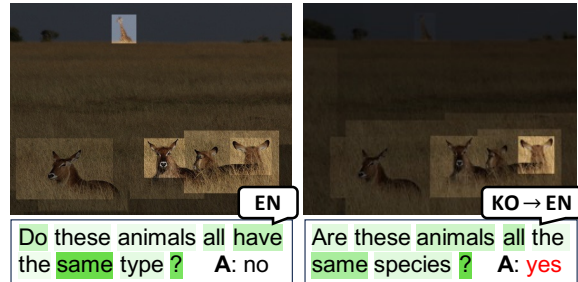 EN
Do these animals all have
the same type ? A: no
KO → EN
Are these animals all the
same species ? A: yes